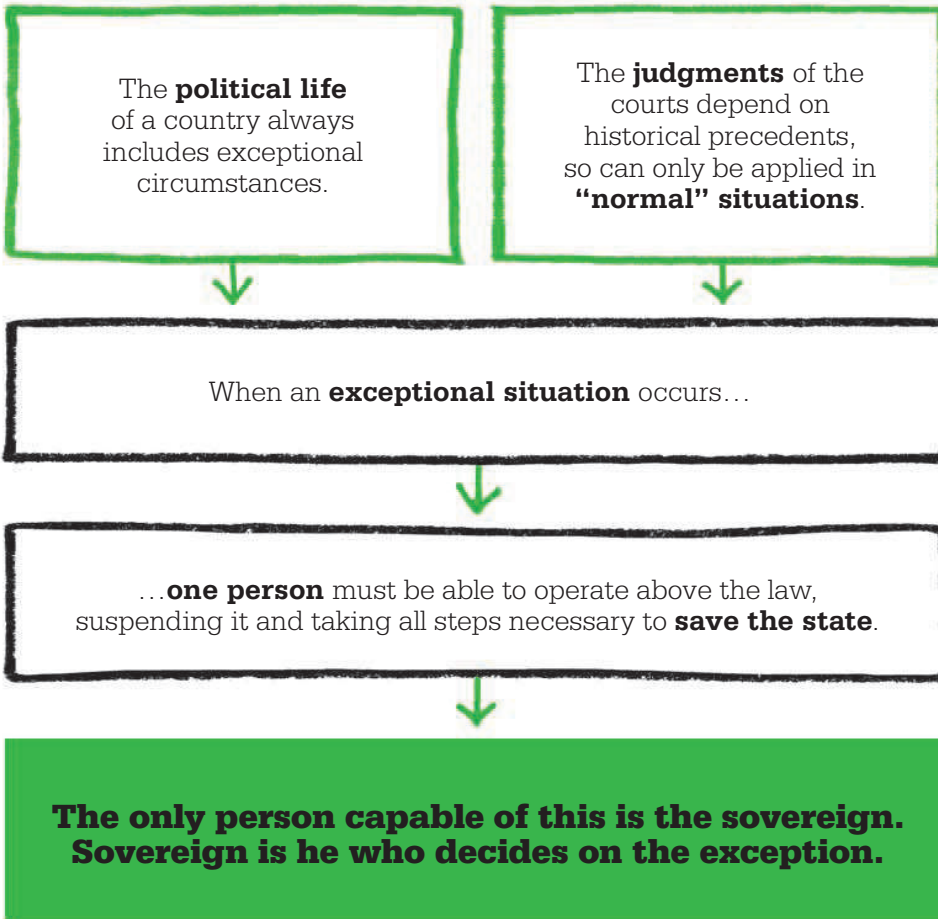 The political life
of a country always
includes exceptional
circumstances.
The judgments of the
courts depend on
historical precedents,
so can only be applied in
“normal” situations.
When an exceptional situation occurs…
…one person must be able to operate above the law,
suspending it and taking all steps necessary to save the state.
The only person capable of this is the sovereign.
Sovereign is he who decides on the exception.